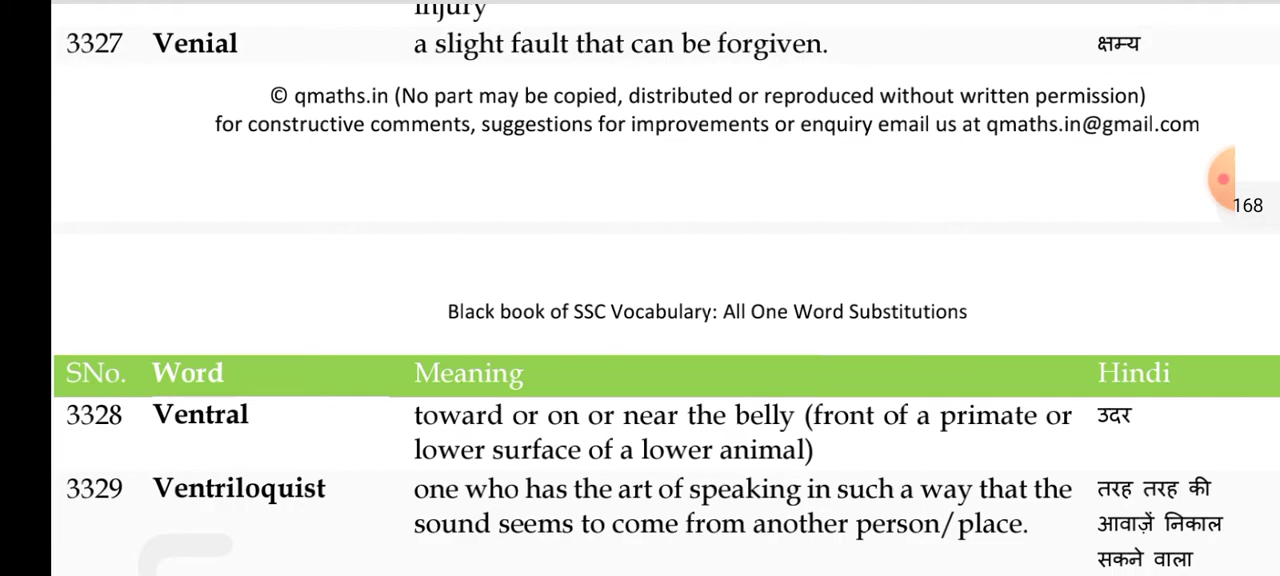 injury
3327 Venial a slight fault that can be forgiven. क्षम्य
© qmaths.in (No part may be copied, distributed or reproduced without written permission)
for constructive comments, suggestions for improvements or enquiry email us at qmaths.in@gmail.com
168
Black book of SSC Vocabulary: All One Word Substitutions
SNo. Word Meaning Hindi
3328 Ventral toward or on or near the belly (front of a primate or उदर
lower surface of a lower animal)
3329 Ventriloquist one who has the art of speaking in such a way that the तरह तरह की
sound seems to come from another person/place. आवाज़ें निकाल
सकने वाला